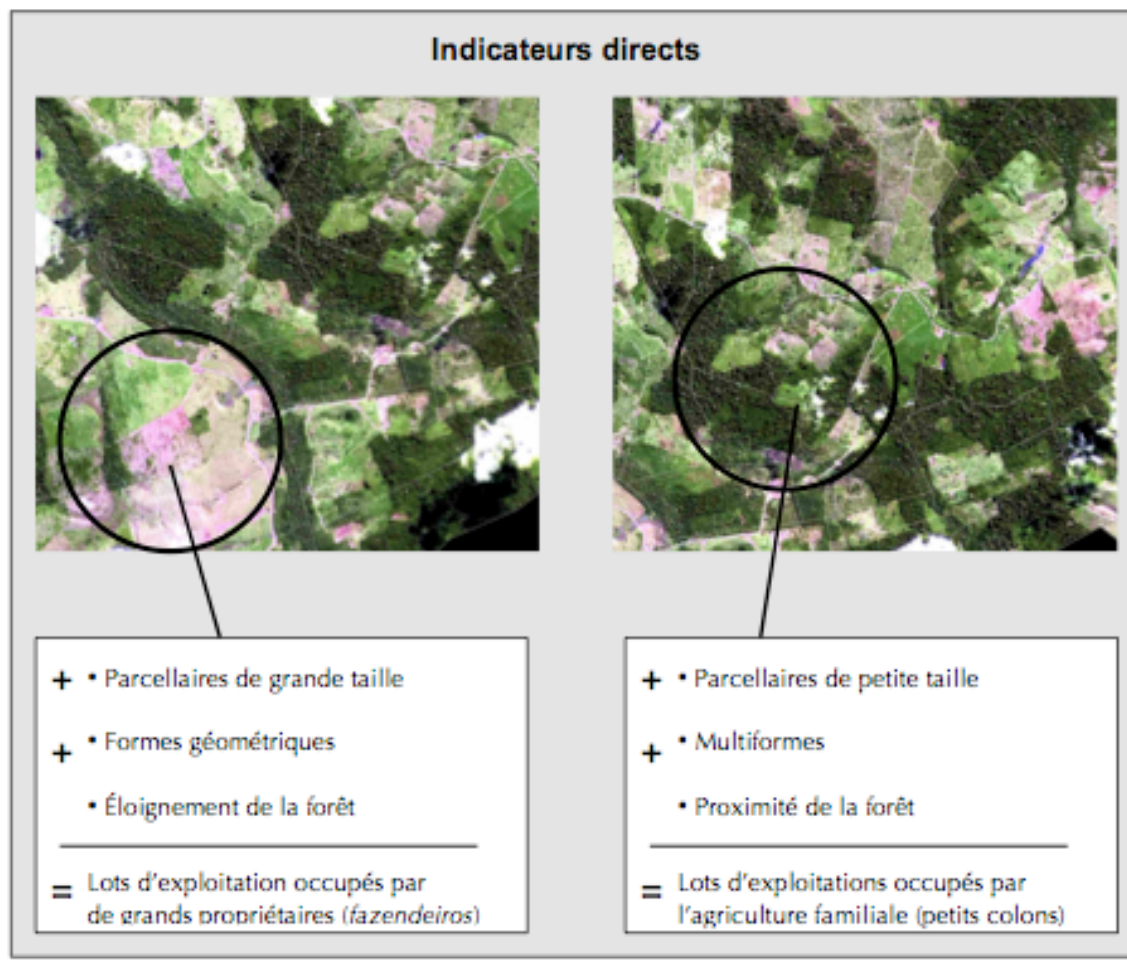 Indicateurs directs
+ • Parcellaires de grande taille
+ • Formes géométriques
• Éloignement de la forêt
= Lots d'exploitation occupés par
de grands propriétaires (fazendeiros)
+ • Parcellaires de petite taille
+ • Multiformes
• Proximité de la forêt
= Lots d'exploitations occupés par
l'agriculture familiale (petits colons)